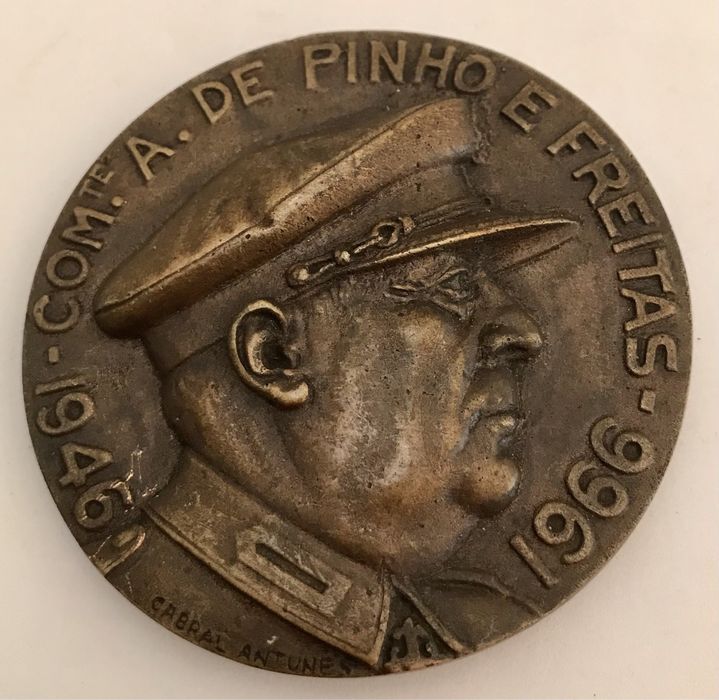 1946 - COM.TE A. DE PINHO E FREITAS - 1966
CABRAL ANTUNES